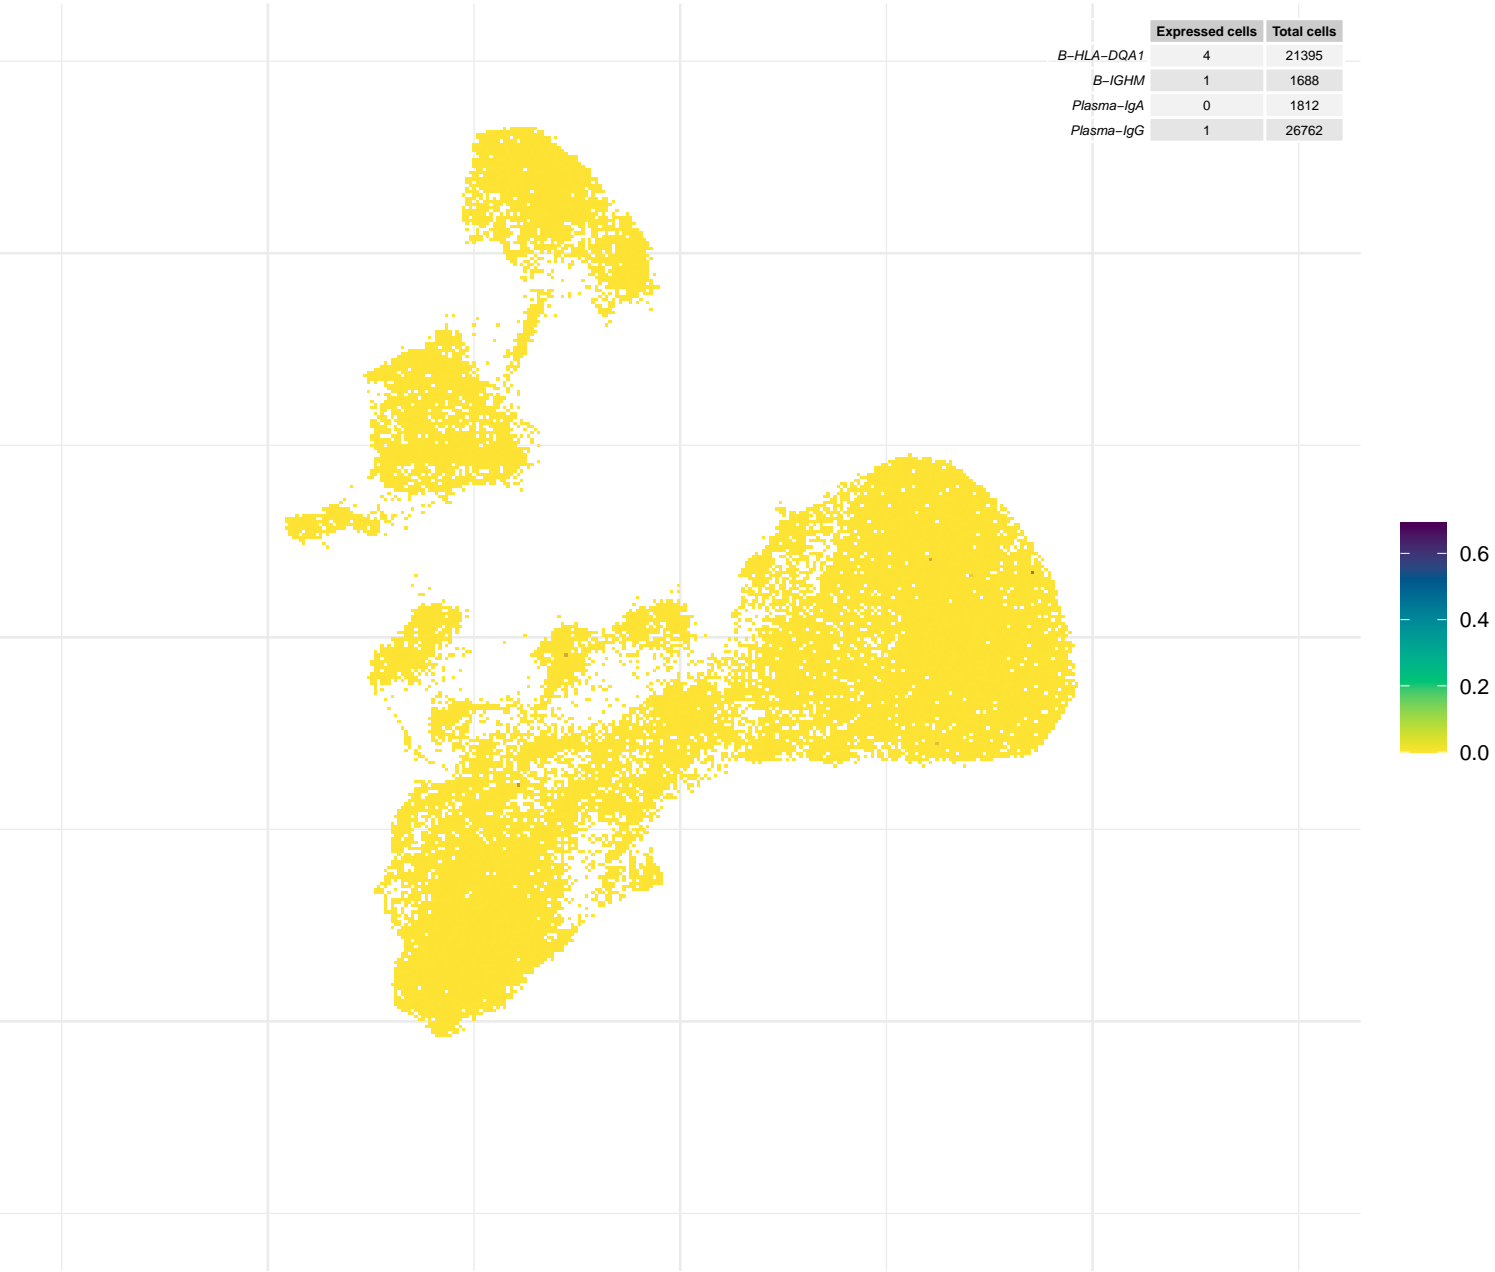 Expressed cells Total cells
B−HLA−DQA1 4 21395
B−IGHM 1 1688
Plasma−IgA 0 1812
Plasma−IgG 1 26762
0.6
0.4
0.2
0.0